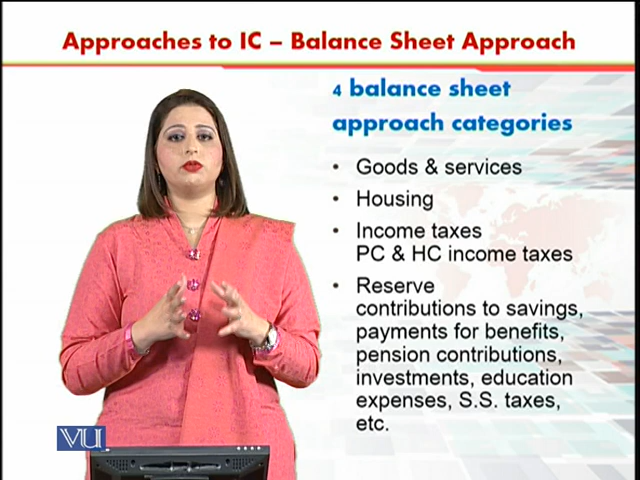 Approaches to IC – Balance Sheet Approach
4 balance sheet
approach categories
• Goods & services
• Housing
• Income taxes
PC & HC income taxes
• Reserve
contributions to savings,
payments for benefits,
pension contributions,
investments, education
expenses, S.S. taxes,
etc.
VU